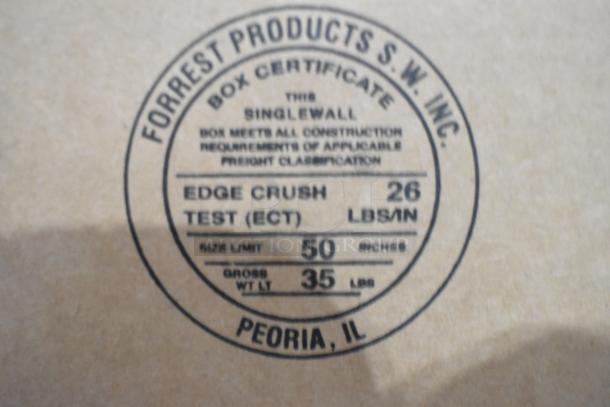 FORREST PRODUCTS S. W. INC.
BOX CERTIFICATE
THIS
SINGLEWALL
BOX MEETS ALL CONSTRUCTION
REQUIREMENTS OF APPLICABLE
FREIGHT CLASSIFICATION
EDGE CRUSH 26
TEST (ECT) LBS/IN
SIZE LIMIT 50 INCHES
GROSS
WT LT 35 LBS
PEORIA, IL